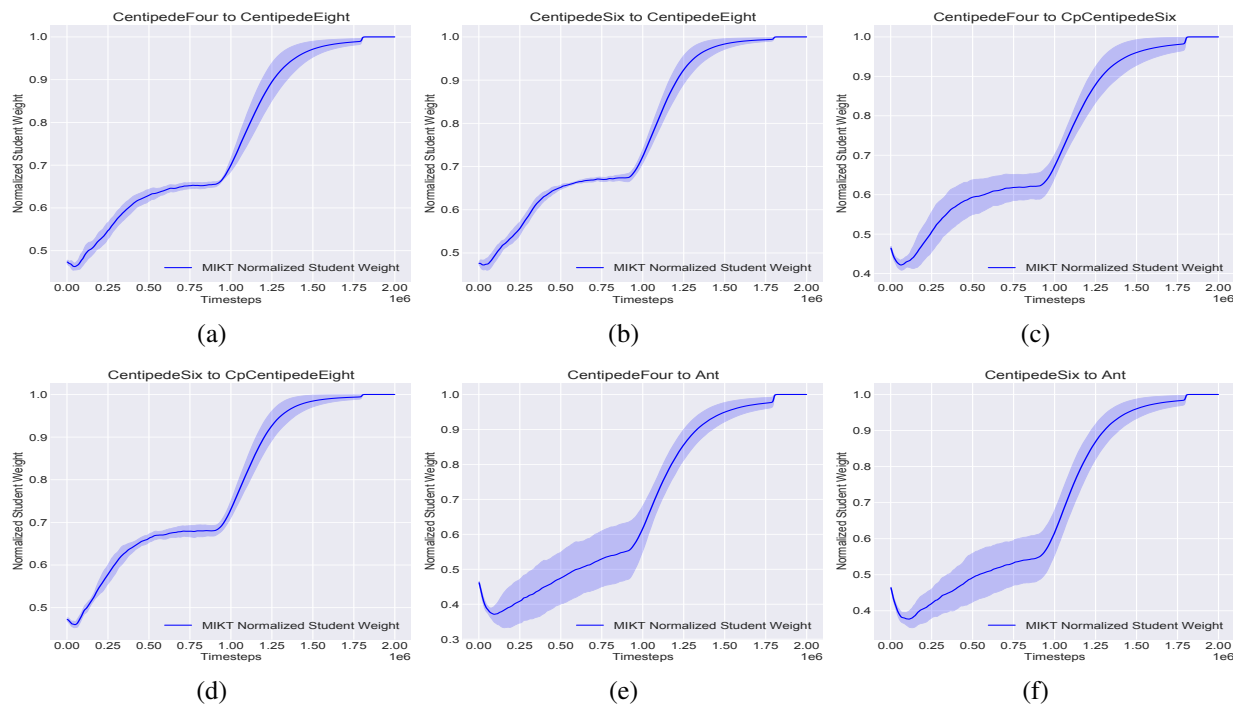 CentipedeFour to CentipedeEight
1.0
0.9
0.8
0.7
0.6
0.5
Normalized Student Weight
MIKT Normalized Student Weight
0.00 0.25 0.50 0.75 1.00 1.25 1.50 1.75 2.00
Timesteps
1e6
(a)
CentipedeSix to CentipedeEight
1.0
0.9
0.8
0.7
0.6
0.5
Normalized Student Weight
MIKT Normalized Student Weight
0.00 0.25 0.50 0.75 1.00 1.25 1.50 1.75 2.00
Timesteps
1e6
(b)
CentipedeFour to CpCentipedeSix
1.0
0.9
0.8
0.7
0.6
0.5
0.4
Normalized Student Weight
MIKT Normalized Student Weight
0.00 0.25 0.50 0.75 1.00 1.25 1.50 1.75 2.00
Timesteps
1e6
(c)
CentipedeSix to CpCentipedeEight
1.0
0.9
0.8
0.7
0.6
0.5
Normalized Student Weight
MIKT Normalized Student Weight
0.00 0.25 0.50 0.75 1.00 1.25 1.50 1.75 2.00
Timesteps
1e6
(d)
CentipedeFour to Ant
1.0
0.9
0.8
0.7
0.6
0.5
0.4
0.3
Normalized Student Weight
MIKT Normalized Student Weight
0.00 0.25 0.50 0.75 1.00 1.25 1.50 1.75 2.00
Timesteps
1e6
(e)
CentipedeSix to Ant
1.0
0.9
0.8
0.7
0.6
0.5
0.4
Normalized Student Weight
MIKT Normalized Student Weight
0.00 0.25 0.50 0.75 1.00 1.25 1.50 1.75 2.00
Timesteps
1e6
(f)